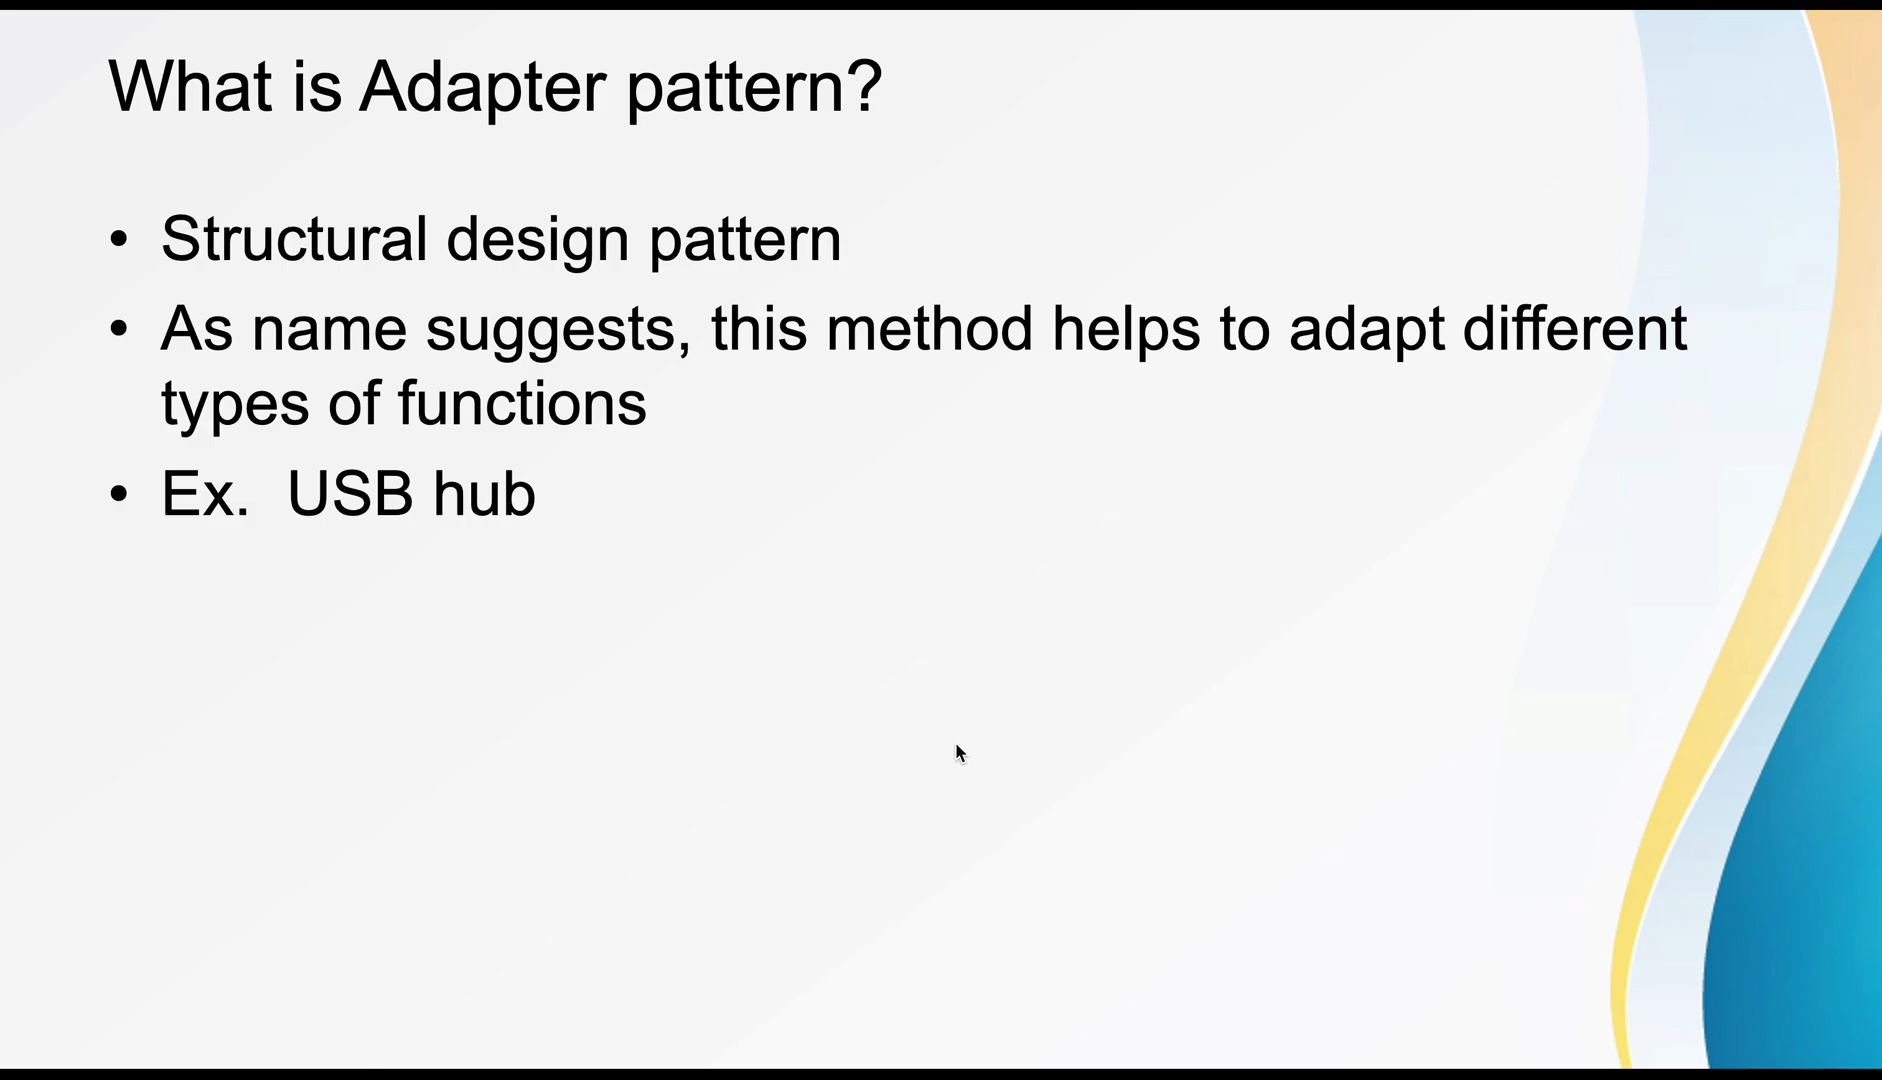 What is Adapter pattern?
• Structural design pattern
• As name suggests, this method helps to adapt different
types of functions
• Ex.  USB hub